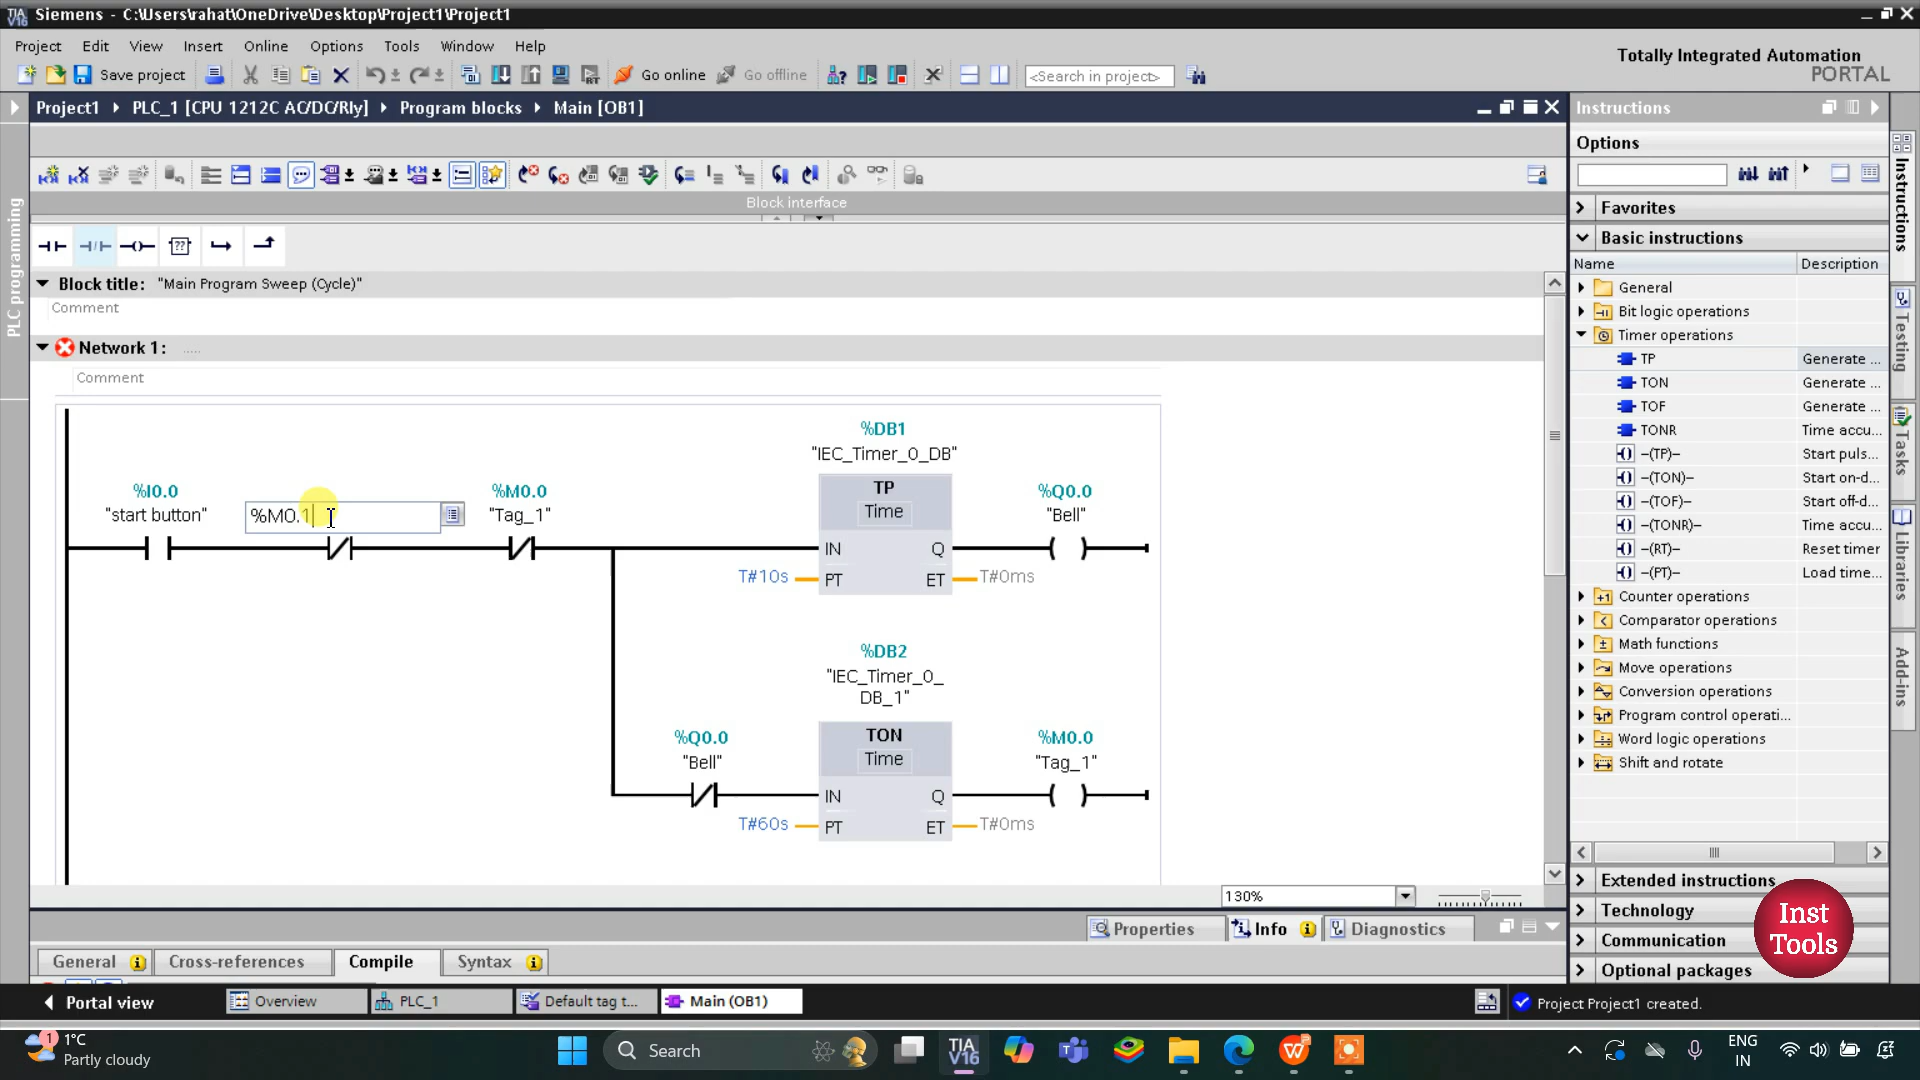 Siemens - C:\Users\rahat\OneDrive\Desktop\Project1\Project1
Project Edit View Insert Online Options Tools Window Help
Totally Integrated Automation
PORTAL
Save project
Go online
Go offline
<Search in project>
Project1 PLC_1 [CPU 1212C AC/DC/Rly] Program blocks Main [OB1]
Block interface
Block title: "Main Program Sweep (Cycle)"
Comment
Network 1: .....
Comment
%DB1
"IEC_Timer_0_DB"
TP
Time
%I0.0
"start button"
%M0.1
%M0.0
"Tag_1"
%Q0.0
"Bell"
IN Q
T#10s PT ET T#0ms
%DB2
"IEC_Timer_0_
DB_1"
TON
Time
%Q0.0
"Bell"
%M0.0
"Tag_1"
IN Q
T#60s PT ET T#0ms
130%
Properties Info Diagnostics
General Cross-references Compile Syntax
Portal view Overview PLC_1 Default tag t... Main (OB1)
Project Project1 created.
PLC programming
Instructions
Options
Favorites
Basic instructions
Name Description
General
Bit logic operations
Timer operations
TP Generate ...
TON Generate ...
TOF Generate ...
TONR Time accu...
-(TP)- Start puls...
-(TON)- Start on-d...
-(TOF)- Start off-d...
-(TONR)- Time accu...
-(RT)- Reset timer
-(PT)- Load time...
Counter operations
Comparator operations
Math functions
Move operations
Conversion operations
Program control operati...
Word logic operations
Shift and rotate
Extended instructions
Technology
Communication
Optional packages
Instructions
Testing
Tasks
Libraries
Add-ins
Inst
Tools
1
1°C
Partly cloudy
Search
TIA
V16
ENG
IN